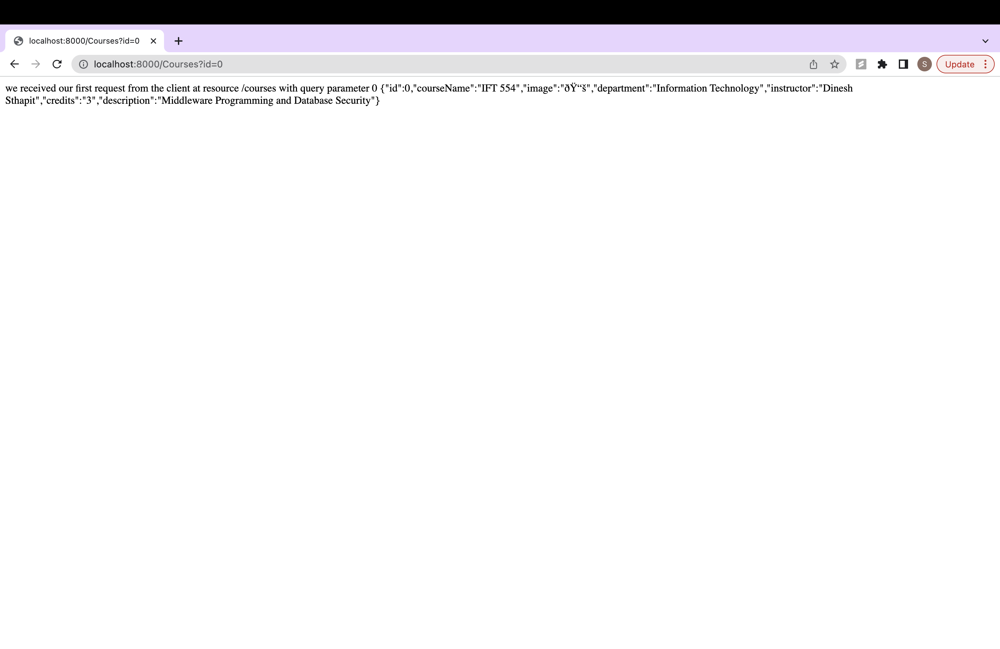 localhost:8000/Courses?id=0
localhost:8000/Courses?id=0
S
Update
we received our first request from the client at resource /courses with query parameter 0 {"id":0,"courseName":"IFT 554","image":"ðŸ“š","department":"Information Technology","instructor":"Dinesh
Sthapit","credits":"3","description":"Middleware Programming and Database Security"}